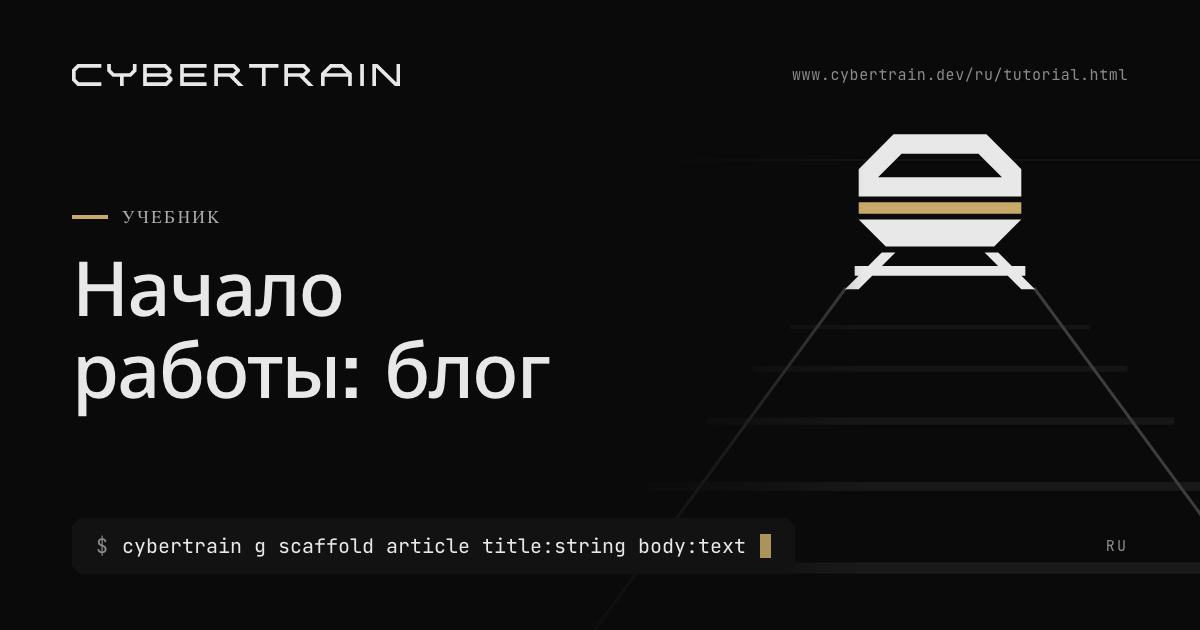 CYBERTRAIN
www.cybertrain.dev/ru/tutorial.html
УЧЕБНИК
Начало
работы: блог
$ cybertrain g scaffold article title:string body:text
RU